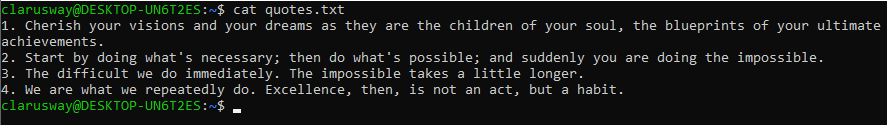 clarusway@DESKTOP-UN6T2ES:~$ cat quotes.txt
1. Cherish your visions and your dreams as they are the children of your soul, the blueprints of your ultimate
achievements.
2. Start by doing what's necessary; then do what's possible; and suddenly you are doing the impossible.
3. The difficult we do immediately. The impossible takes a little longer.
4. We are what we repeatedly do. Excellence, then, is not an act, but a habit.
clarusway@DESKTOP-UN6T2ES:~$